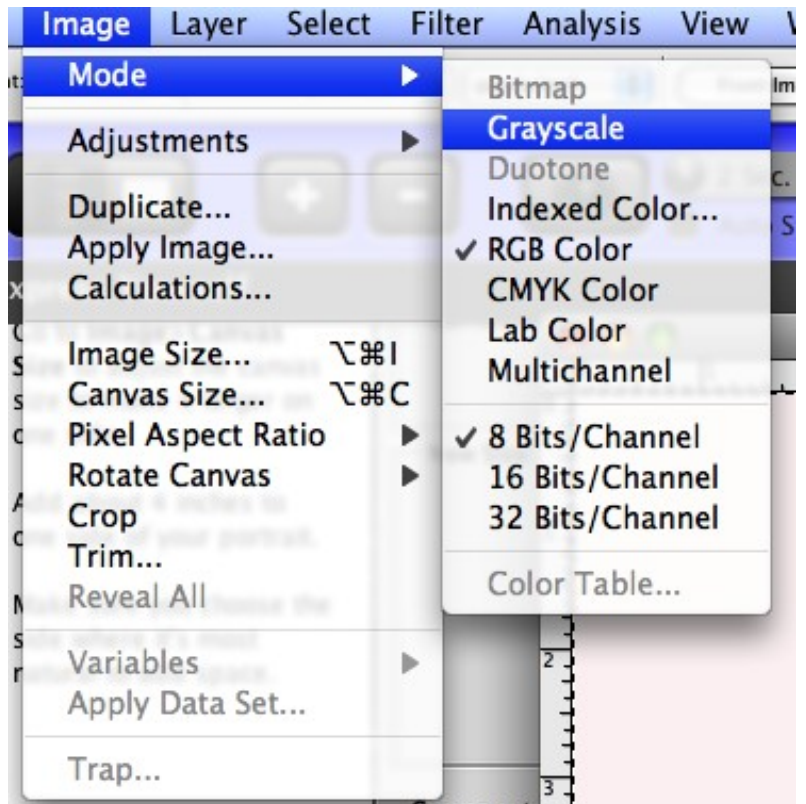 Image Layer Select Filter Analysis View
Mode
Adjustments
Duplicate...
Apply Image...
Calculations...
Image Size... ⌥⌘I
Canvas Size... ⌥⌘C
Pixel Aspect Ratio
Rotate Canvas
Crop
Trim...
Reveal All
Variables
Apply Data Set...
Trap...
Bitmap
Grayscale
Duotone
Indexed Color...
✓ RGB Color
CMYK Color
Lab Color
Multichannel
✓ 8 Bits/Channel
16 Bits/Channel
32 Bits/Channel
Color Table...
2
3